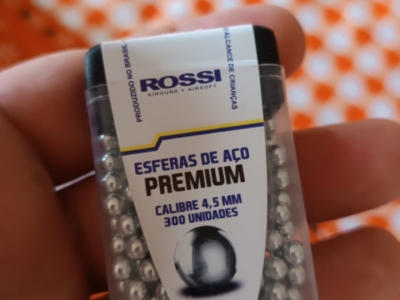 PRODUZIDO NO BRASIL
ALCANCE DE CRIANÇAS
ROSSI
AIRGUNS & AIRSOFT
ESFERAS DE AÇO
PREMIUM
CALIBRE 4,5 MM
300 UNIDADES